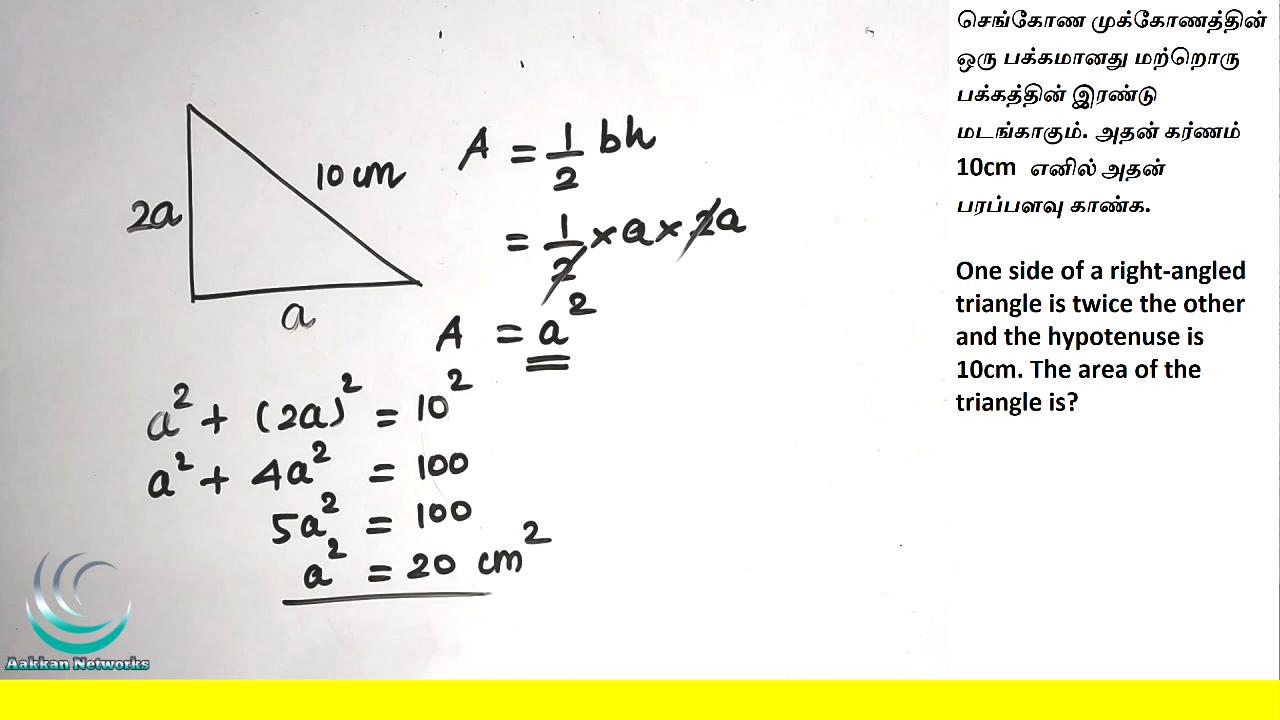 செங்கோண முக்கோணத்தின்
ஒரு பக்கமானது மற்றொரு
பக்கத்தின் இரண்டு
மடங்காகும். அதன் கர்ணம்
10cm எனில் அதன்
பரப்பளவு காண்க.
One side of a right-angled
triangle is twice the other
and the hypotenuse is
10cm. The area of the
triangle is?
2a
10 cm
a
A = 1/2 bh
= 1/2 × a × 2a
A = a²
a² + (2a)² = 10²
a² + 4a² = 100
5a² = 100
a² = 20 cm²
Aakkan Networks